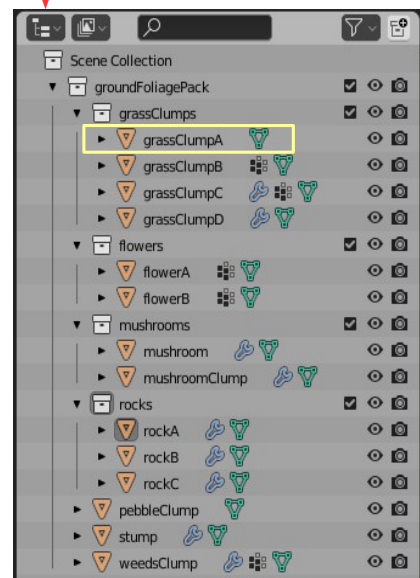 Scene Collection
groundFoliagePack
grassClumps
grassClumpA
grassClumpB
grassClumpC
grassClumpD
flowers
flowerA
flowerB
mushrooms
mushroom
mushroomClump
rocks
rockA
rockB
rockC
pebbleClump
stump
weedsClump